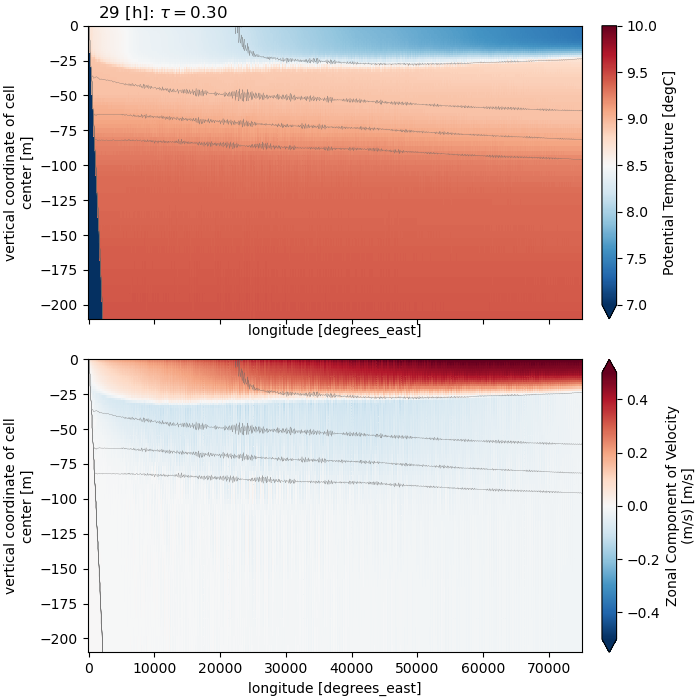 29 [h]: τ = 0.30
0
−25
−50
−75
−100
−125
−150
−175
−200
vertical coordinate of cell
center [m]
longitude [degrees_east]
10.0
9.5
9.0
8.5
8.0
7.5
7.0
Potential Temperature [degC]
0
−25
−50
−75
−100
−125
−150
−175
−200
vertical coordinate of cell
center [m]
0 10000 20000 30000 40000 50000 60000 70000
longitude [degrees_east]
0.4
0.2
0.0
−0.2
−0.4
Zonal Component of Velocity
(m/s) [m/s]